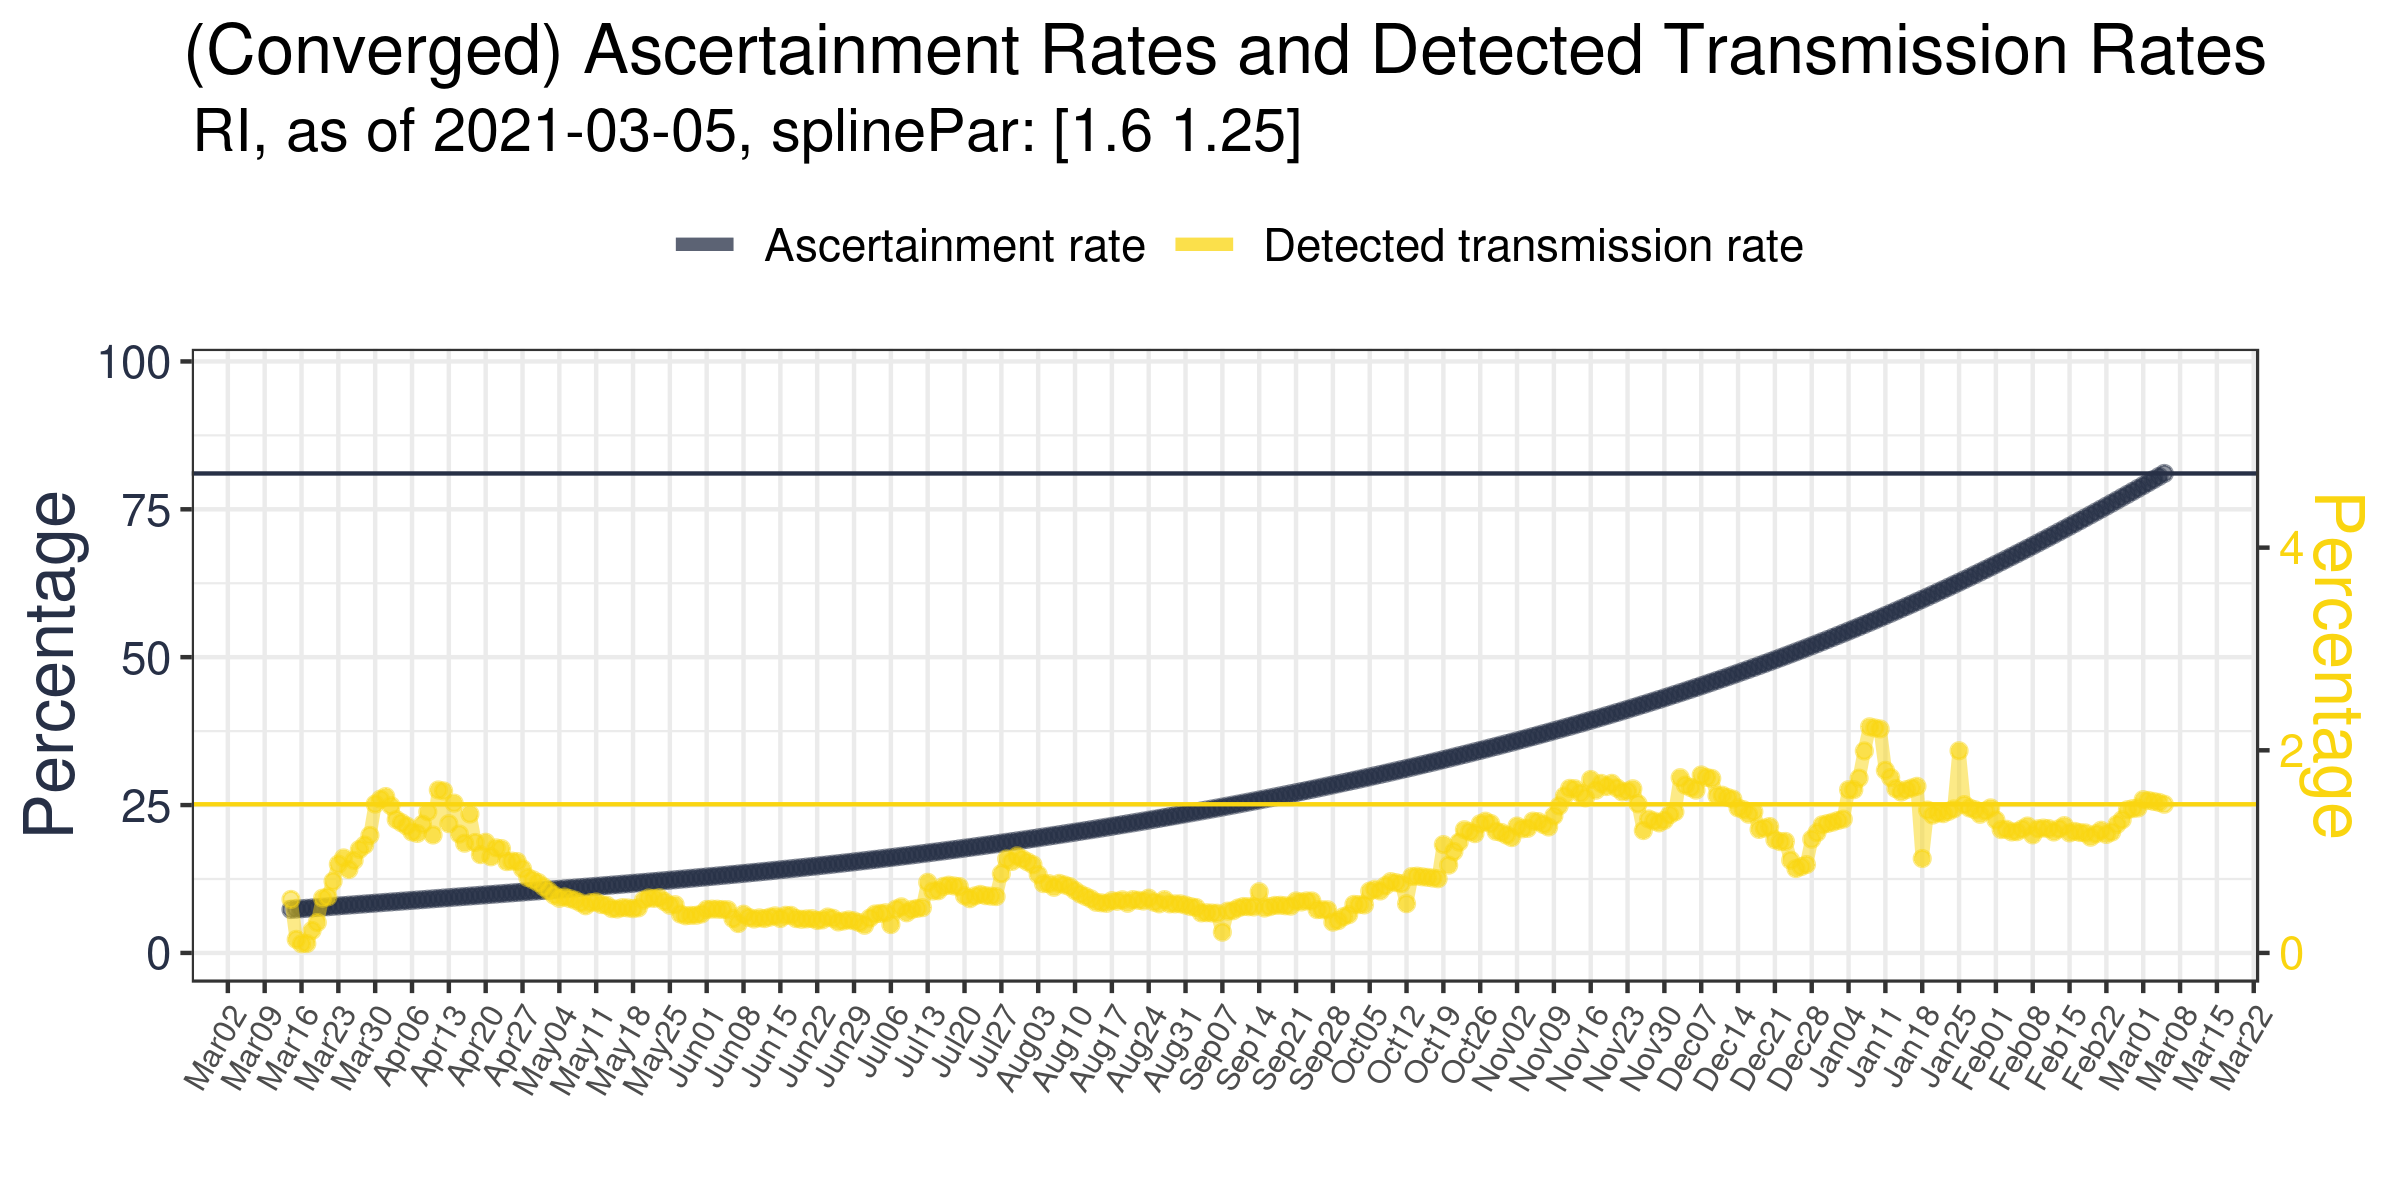 (Converged) Ascertainment Rates and Detected Transmission Rates
RI, as of 2021-03-05, splinePar: [1.6 1.25]
Ascertainment rate
Detected transmission rate
Percentage
100
75
50
25
0
4
2
0
Percentage
Mar02
Mar09
Mar16
Mar23
Mar30
Apr06
Apr13
Apr20
Apr27
May04
May11
May18
May25
Jun01
Jun08
Jun15
Jun22
Jun29
Jul06
Jul13
Jul20
Jul27
Aug03
Aug10
Aug17
Aug24
Aug31
Sep07
Sep14
Sep21
Sep28
Oct05
Oct12
Oct19
Oct26
Nov02
Nov09
Nov16
Nov23
Nov30
Dec07
Dec14
Dec21
Dec28
Jan04
Jan11
Jan18
Jan25
Feb01
Feb08
Feb15
Feb22
Mar01
Mar08
Mar15
Mar22